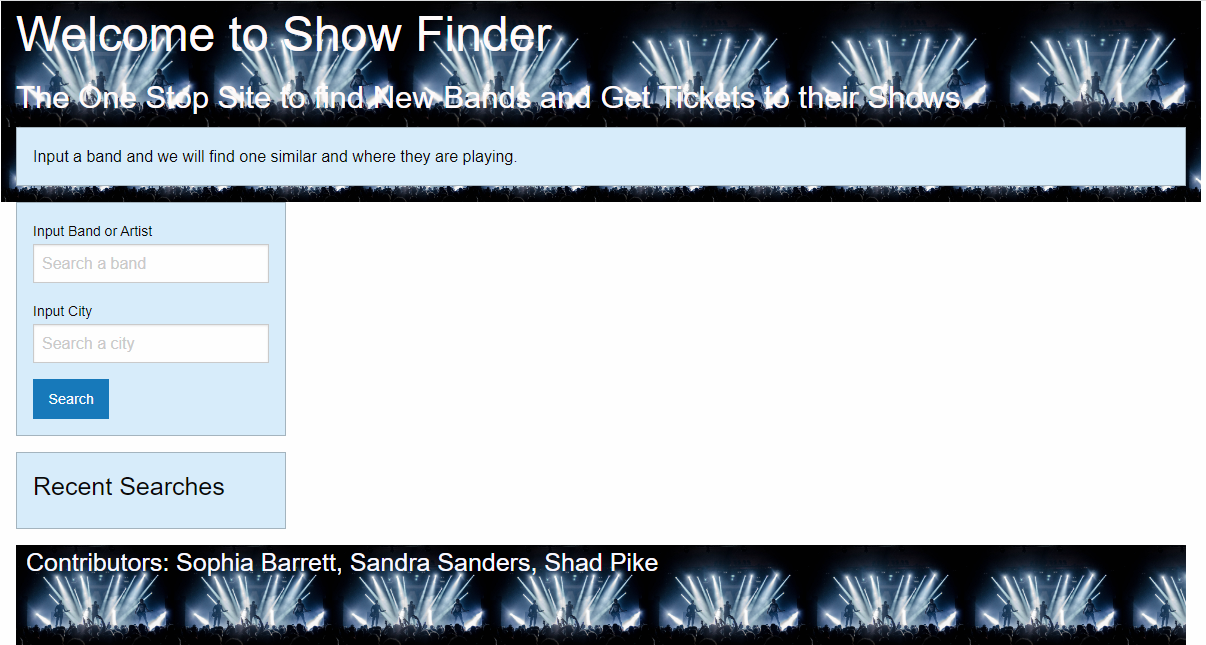 Welcome to Show Finder
The One Stop Site to find New Bands and Get Tickets to their Shows
Input a band and we will find one similar and where they are playing.
Input Band or Artist
Search a band
Input City
Search a city
Search
Recent Searches
Contributors: Sophia Barrett, Sandra Sanders, Shad Pike